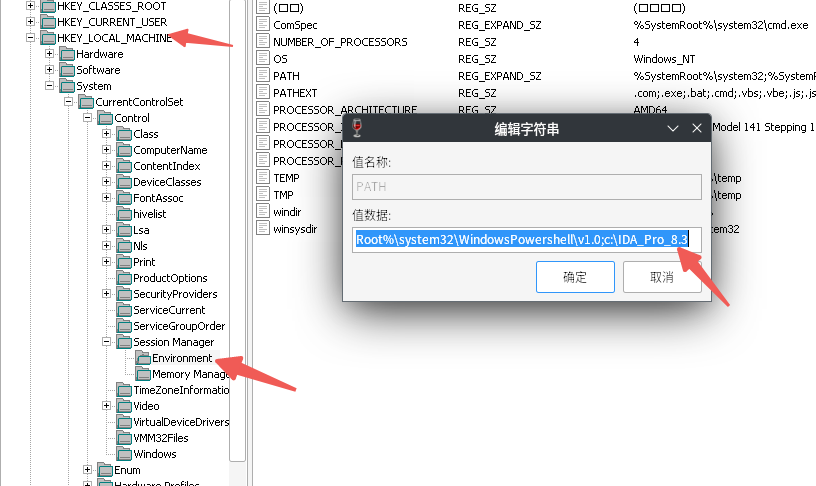 HKEY_CLASSES_ROOT
HKEY_CURRENT_USER
HKEY_LOCAL_MACHINE
Hardware
Software
System
CurrentControlSet
Control
Class
ComputerName
ContentIndex
DeviceClasses
FontAssoc
hivelist
Lsa
Nls
Print
ProductOptions
SecurityProviders
ServiceCurrent
ServiceGroupOrder
Session Manager
Environment
Memory Manage
TimeZoneInformatio
Video
VirtualDeviceDrivers
VMM32Files
Windows
Enum
Hardware Profiles
(□□) REG_SZ (□□□□)
ComSpec REG_EXPAND_SZ %SystemRoot%\system32\cmd.exe
NUMBER_OF_PROCESSORS REG_SZ 4
OS REG_SZ Windows_NT
PATH REG_EXPAND_SZ %SystemRoot%\system32;%SystemF
PATHEXT REG_SZ .com;.exe;.bat;.cmd;.vbs;.vbe;.js;.js
PROCESSOR_ARCHITECTURE REG_SZ AMD64
PROCESSOR_ Model 141 Stepping 1
PROCESSOR_
PROCESSOR_
TEMP \temp
TMP \temp
windir
winsysdir tem32
编辑字符串
值名称:
PATH
值数据:
Root%\system32\WindowsPowershell\v1.0;c:\IDA_Pro_8.3
确定
取消